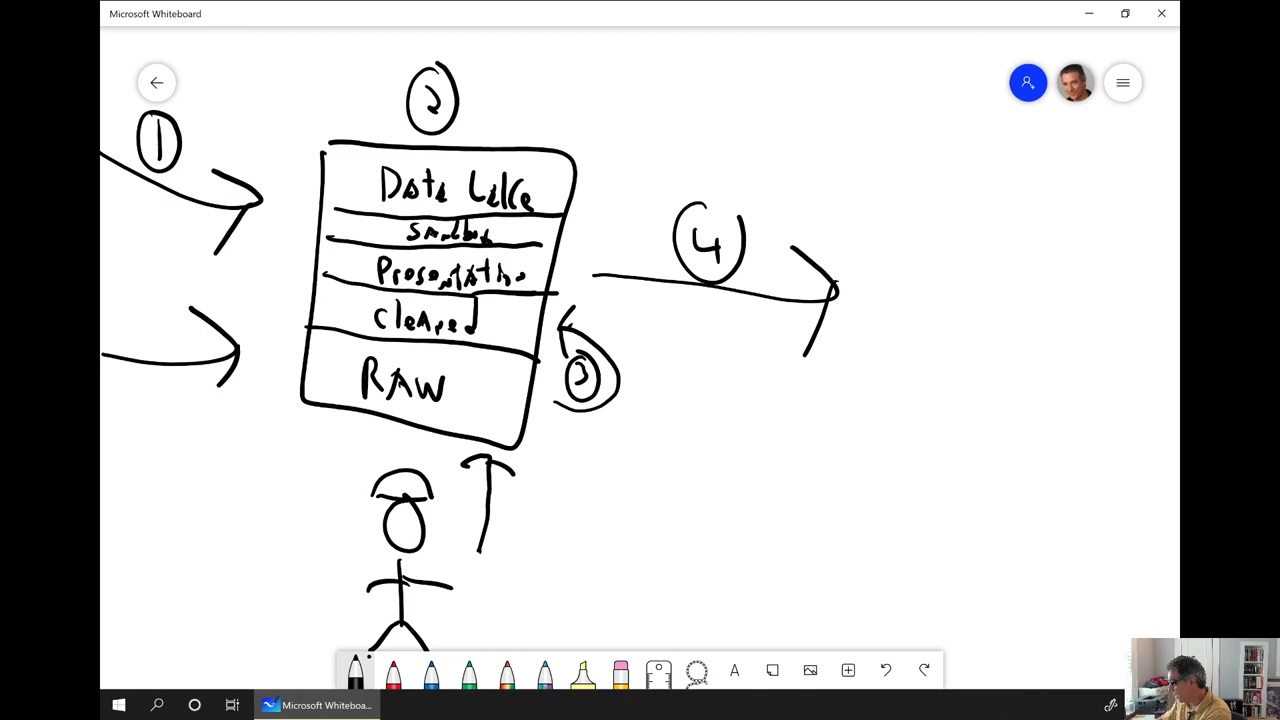 Microsoft Whiteboard
1
2
Data Lake
Sandbox
Presentation
4
Cleaned
3
RAW
A
Microsoft Whiteboa...